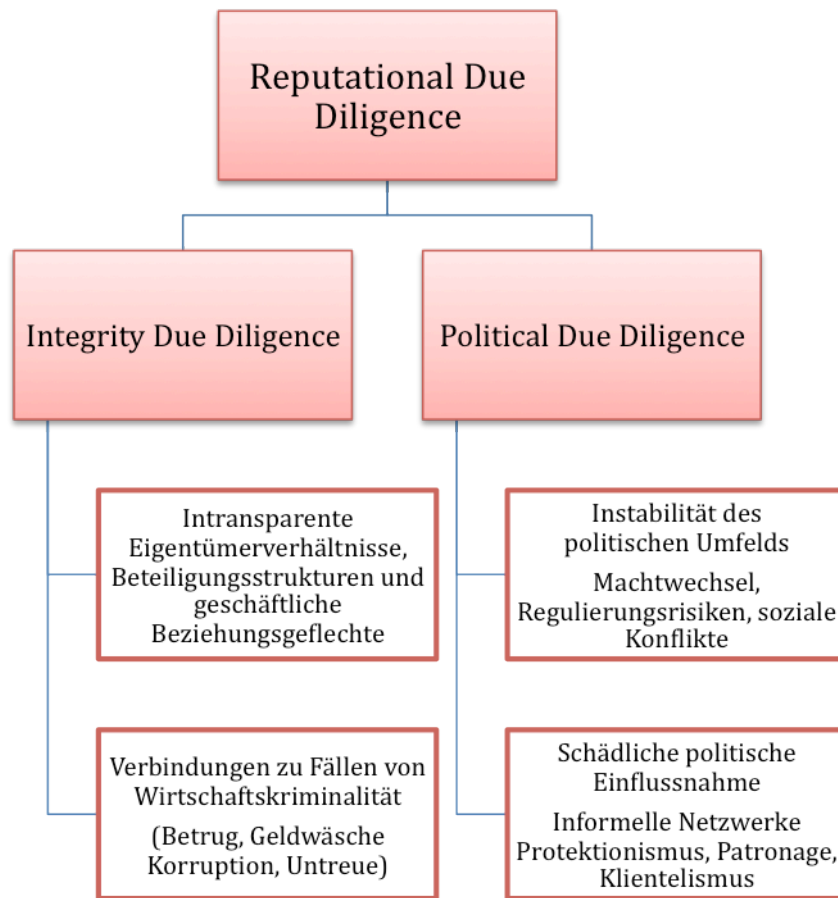 Reputational Due
Diligence
Integrity Due Diligence
Political Due Diligence
Intransparente
Eigentümerverhältnisse,
Beteiligungsstrukturen und
geschäftliche
Beziehungsgeflechte
Instabilität des
politischen Umfelds
Machtwechsel,
Regulierungsrisiken, soziale
Konflikte
Verbindungen zu Fällen von
Wirtschaftskriminalität
(Betrug, Geldwäsche
Korruption, Untreue)
Schädliche politische
Einflussnahme
Informelle Netzwerke
Protektionismus, Patronage,
Klientelismus